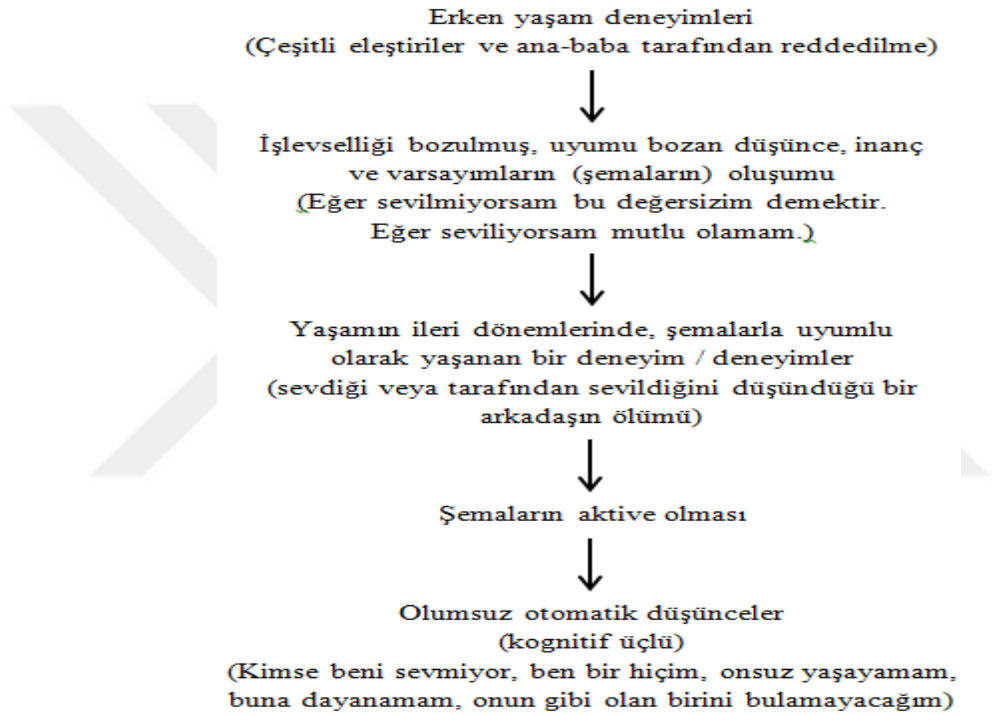 Erken yaşam deneyimleri
(Çeşitli eleştiriler ve ana-baba tarafından reddedilme)
İşlevselliği bozulmuş, uyumu bozan düşünce, inanç
ve varsayımların (şemaların) oluşumu
(Eğer sevilmiyorsam bu değersizim demektir.
Eğer seviliyorsam mutlu olamam.)
Yaşamın ileri dönemlerinde, şemalarla uyumlu
olarak yaşanan bir deneyim / deneyimler
(sevdiği veya tarafından sevildiğini düşündüğü bir
arkadaşın ölümü)
Şemaların aktive olması
Olumsuz otomatik düşünceler
(kognitif üçlü)
(Kimse beni sevmiyor, ben bir hiçim, onsuz yaşayamam,
buna dayanamam, onun gibi olan birini bulamayacağım)